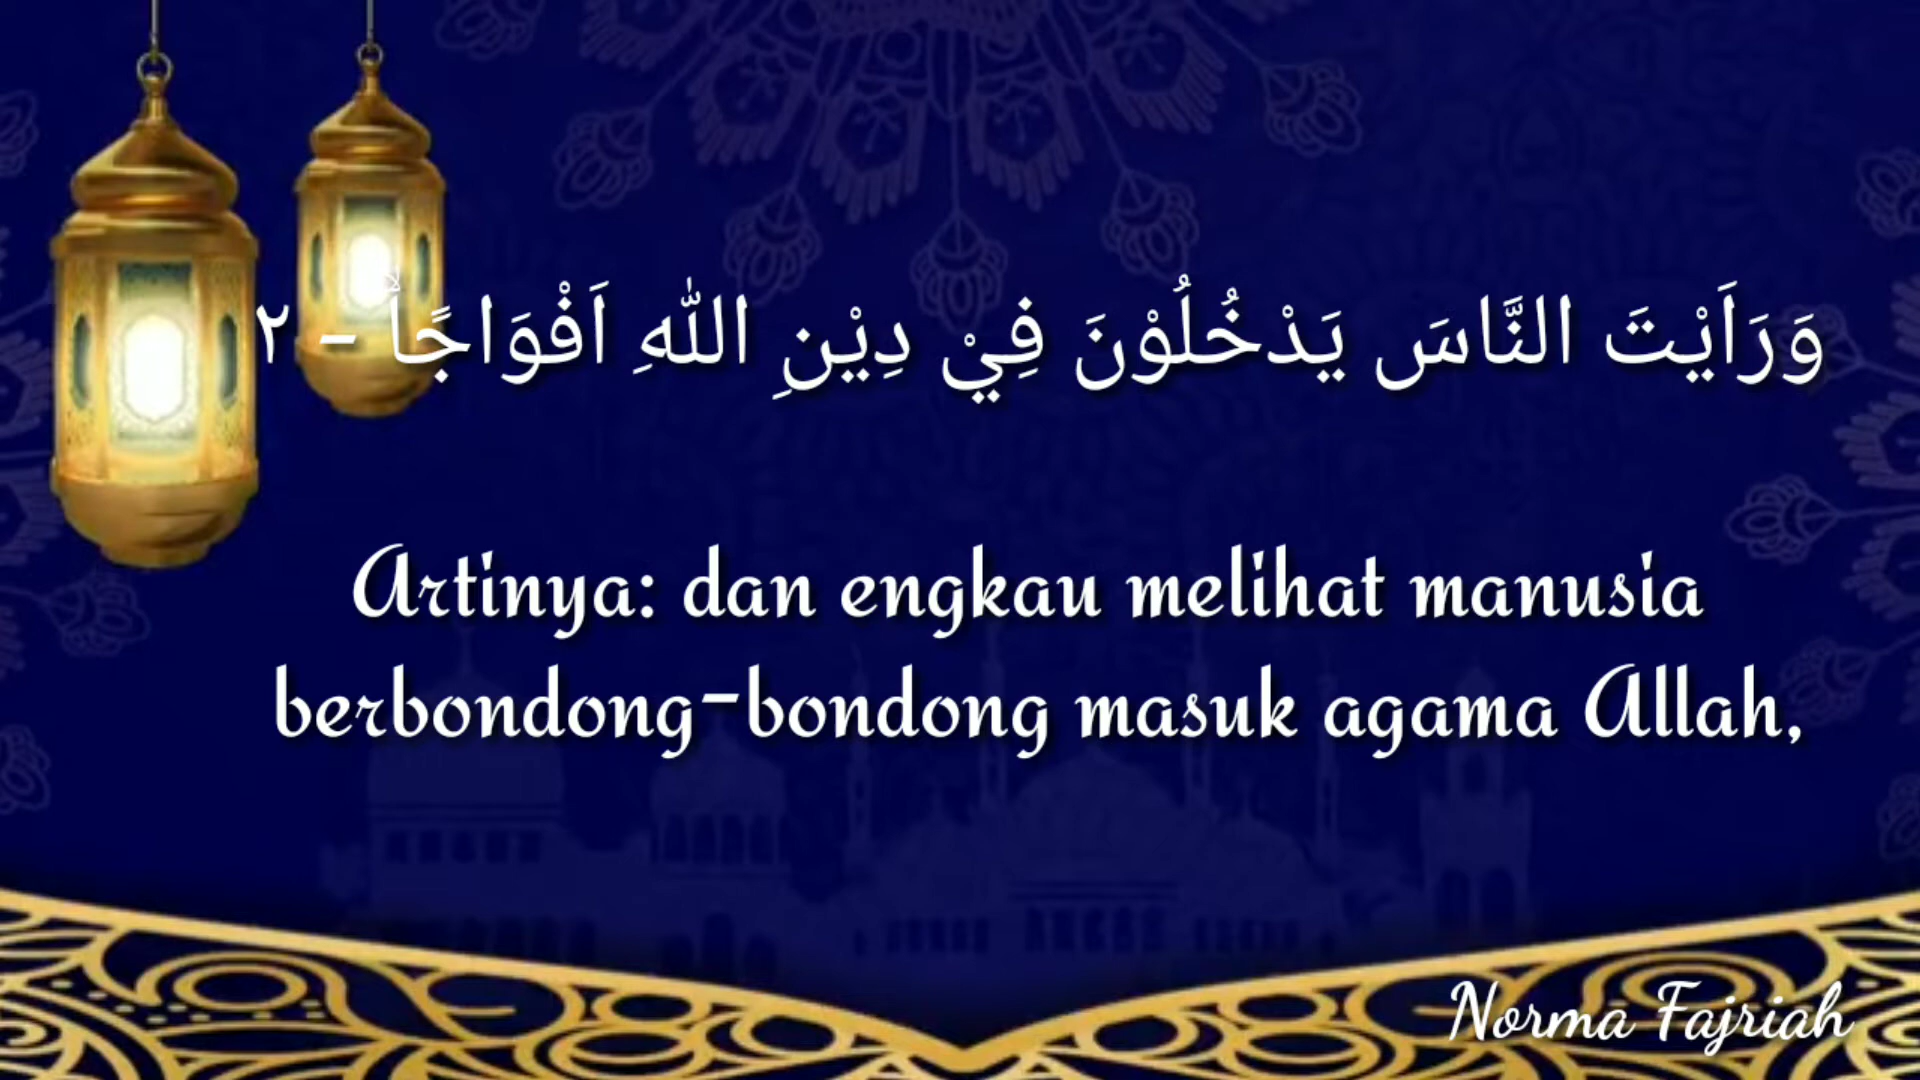 وَرَاَيْتَ النَّاسَ يَدْخُلُوْنَ فِيْ دِيْنِ اللّٰهِ اَفْوَاجًاۙ - ٢
Artinya: dan engkau melihat manusia
berbondong-bondong masuk agama Allah,
Norma Fajriah